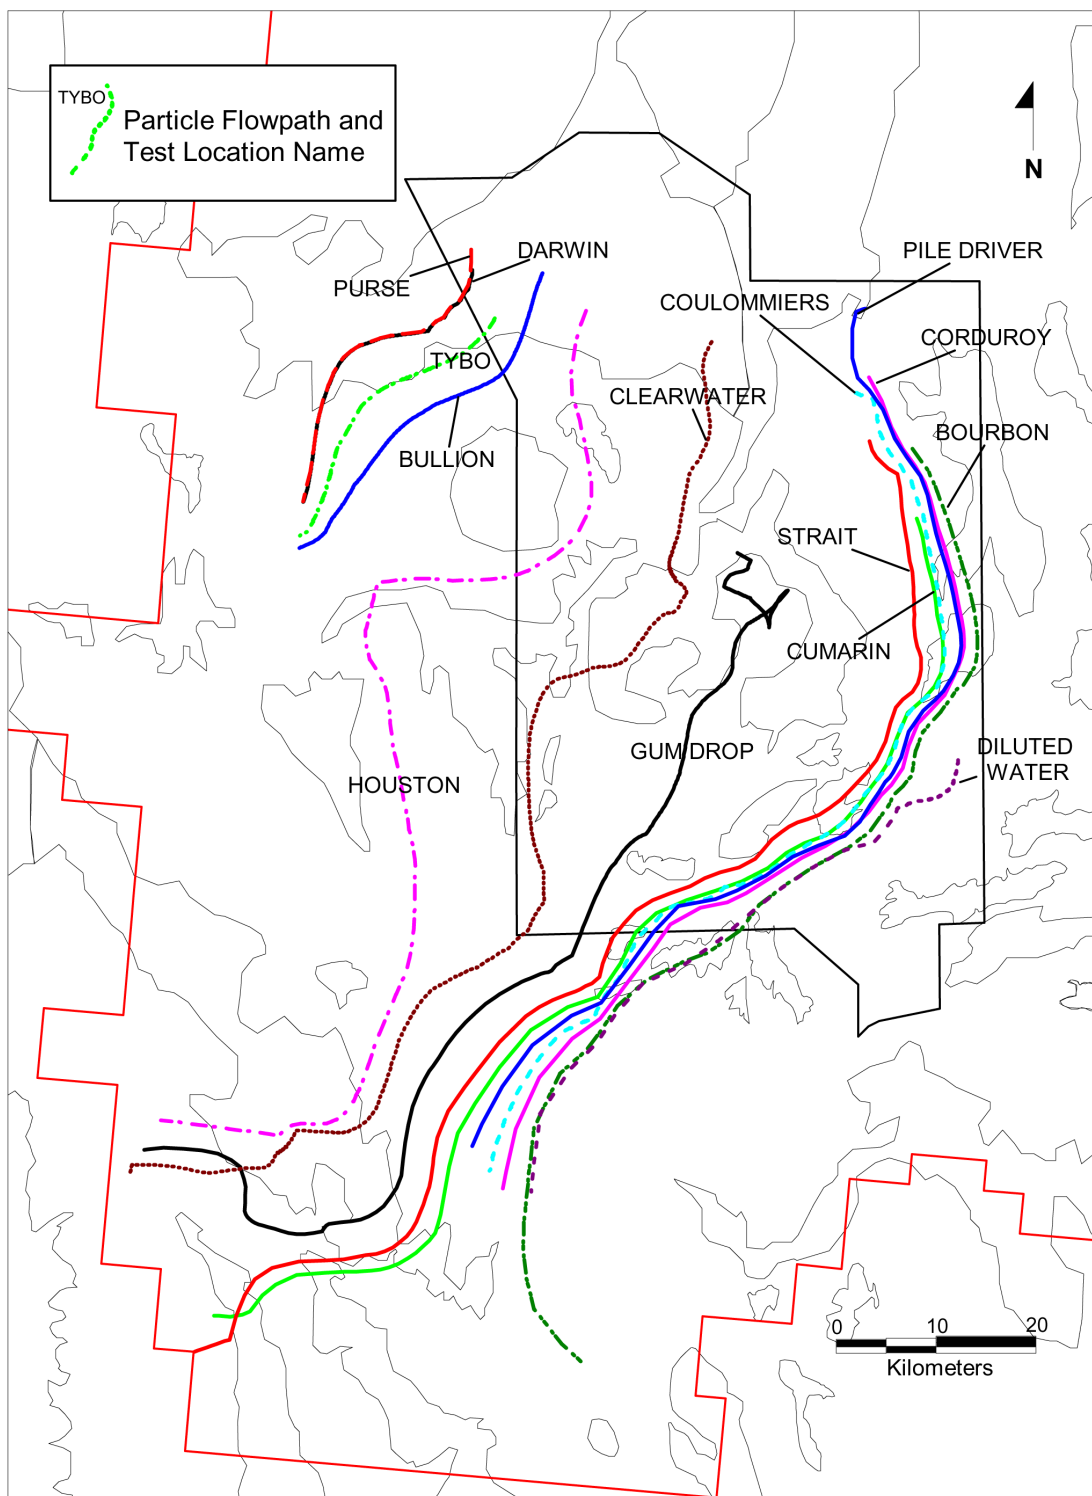 TYBO
Particle Flowpath and
Test Location Name
N
DARWIN
PILE DRIVER
PURSE
COULOMMIERS
CORDUROY
TYBO
CLEARWATER
BOURBON
BULLION
STRAIT
CUMARIN
GUM DROP
DILUTED
WATER
HOUSTON
0 10 20
Kilometers